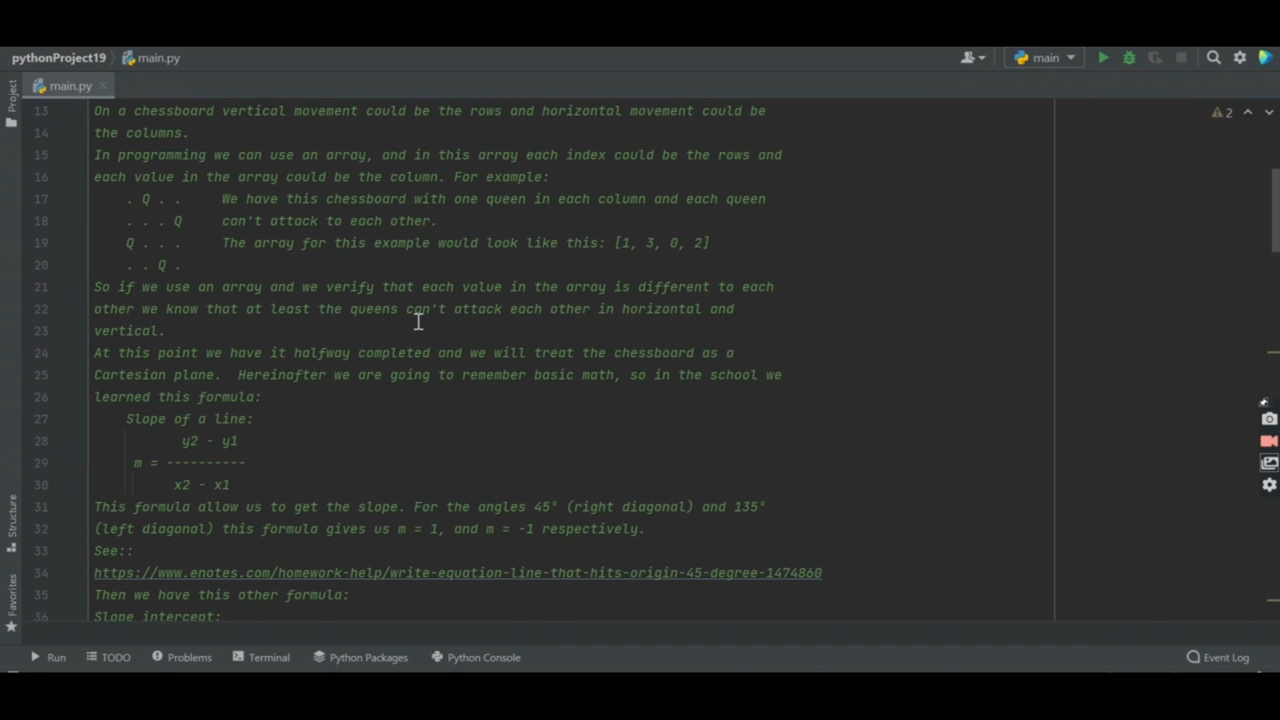 pythonProject19 main.py
main
Project
main.py
2
13 On a chessboard vertical movement could be the rows and horizontal movement could be
14 the columns.
15 In programming we can use an array, and in this array each index could be the rows and
16 each value in the array could be the column. For example:
17 . Q . . We have this chessboard with one queen in each column and each queen
18 . . . Q can't attack to each other.
19 Q . . . The array for this example would look like this: [1, 3, 0, 2]
20 . . Q .
21 So if we use an array and we verify that each value in the array is different to each
22 other we know that at least the queens can't attack each other in horizontal and
23 vertical.
24 At this point we have it halfway completed and we will treat the chessboard as a
25 Cartesian plane.  Hereinafter we are going to remember basic math, so in the school we
26 learned this formula:
27 Slope of a line:
28 y2 - y1
29 m = ----------
30 x2 - x1
31 This formula allow us to get the slope. For the angles 45° (right diagonal) and 135°
32 (left diagonal) this formula gives us m = 1, and m = -1 respectively.
33 See::
34 https://www.enotes.com/homework-help/write-equation-line-that-hits-origin-45-degree-1474860
35 Then we have this other formula:
36 Slope intercept:
Structure
Favorites
Run TODO Problems Terminal Python Packages Python Console Event Log